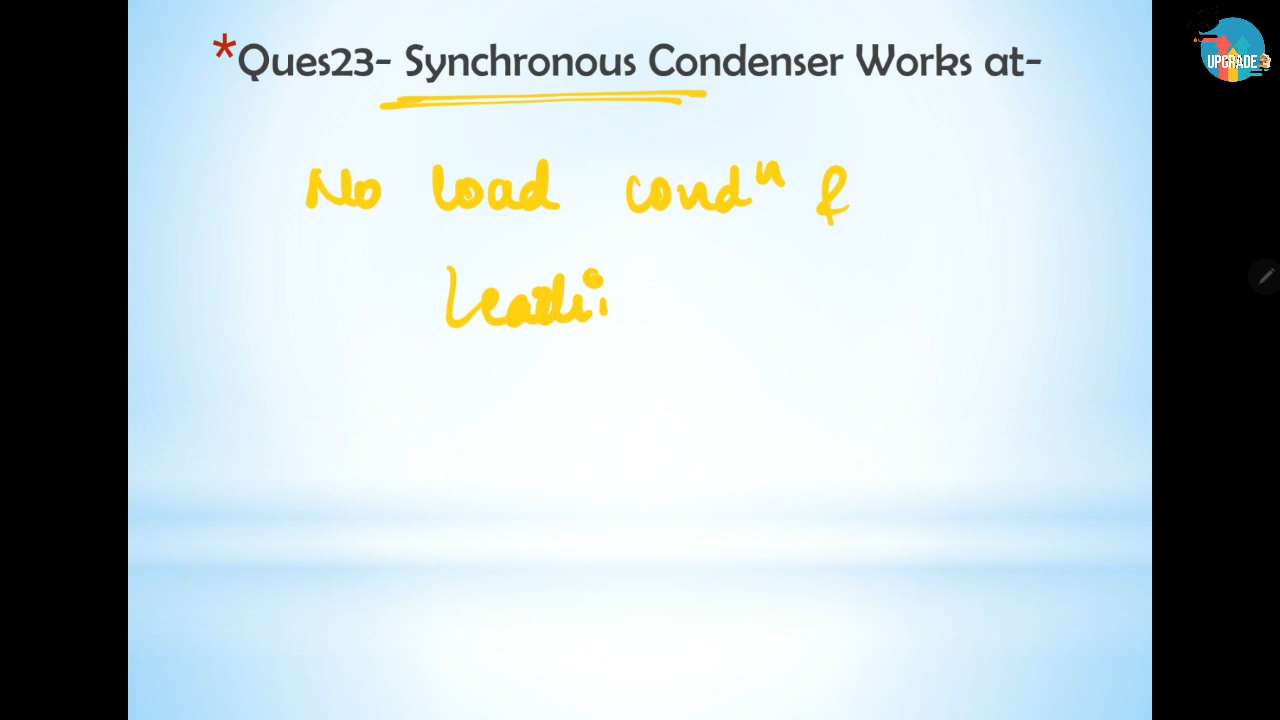 *Ques23- Synchronous Condenser Works at-
UPGRADE
No load condⁿ &